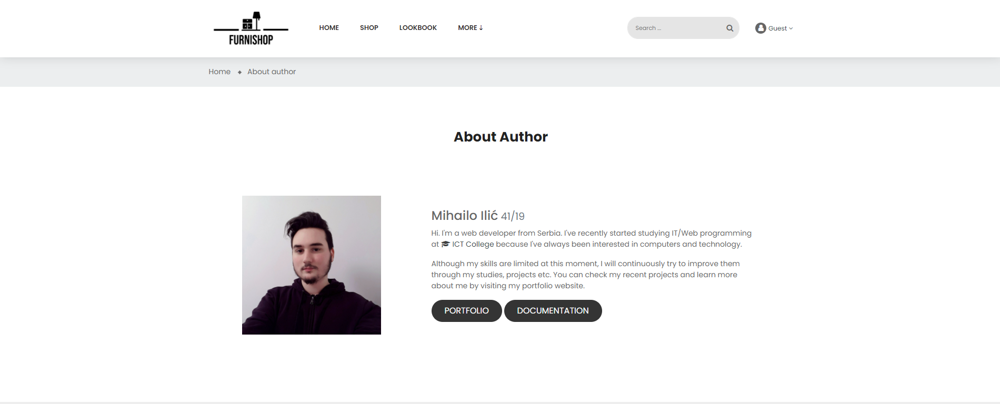 FURNISHOP
HOME SHOP LOOKBOOK MORE
Search ...
Guest
Home ◆ About author
About Author
Mihailo Ilić 41/19
Hi. I'm a web developer from Serbia. I've recently started studying IT/Web programming
at ICT College because I've always been interested in computers and technology.
Although my skills are limited at this moment, I will continuously try to improve them
through my studies, projects etc. You can check my recent projects and learn more
about me by visiting my portfolio website.
PORTFOLIO DOCUMENTATION